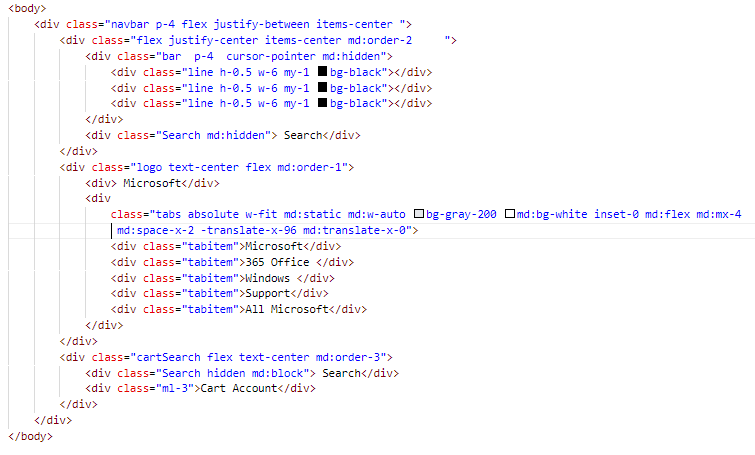 <body>
<div class="navbar p-4 flex justify-between items-center ">
<div class="flex justify-center items-center md:order-2     ">
<div class="bar  p-4  cursor-pointer md:hidden">
<div class="line h-0.5 w-6 my-1 bg-black"></div>
<div class="line h-0.5 w-6 my-1 bg-black"></div>
<div class="line h-0.5 w-6 my-1 bg-black"></div>
</div>
<div class="Search md:hidden"> Search</div>
</div>
<div class="logo text-center flex md:order-1">
<div> Microsoft</div>
<div
class="tabs absolute w-fit md:static md:w-auto bg-gray-200 md:bg-white inset-0 md:flex md:mx-4
md:space-x-2 -translate-x-96 md:translate-x-0">
<div class="tabitem">Microsoft</div>
<div class="tabitem">365 Office </div>
<div class="tabitem">Windows </div>
<div class="tabitem">Support</div>
<div class="tabitem">All Microsoft</div>
</div>
</div>
<div class="cartSearch flex text-center md:order-3">
<div class="Search hidden md:block"> Search</div>
<div class="ml-3">Cart Account</div>
</div>
</div>
</body>